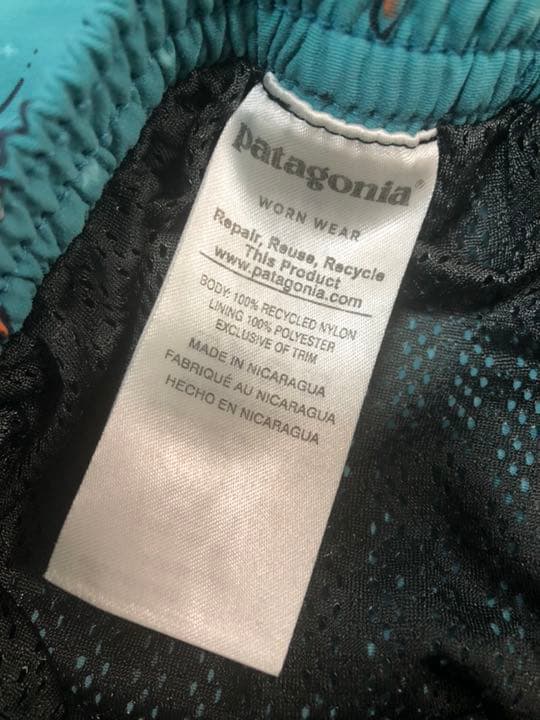 patagonia®
WORN WEAR
Repair, Reuse, Recycle
This Product
www.patagonia.com
BODY: 100% RECYCLED NYLON
LINING 100% POLYESTER
EXCLUSIVE OF TRIM
MADE IN NICARAGUA
FABRIQUÉ AU NICARAGUA
HECHO EN NICARAGUA